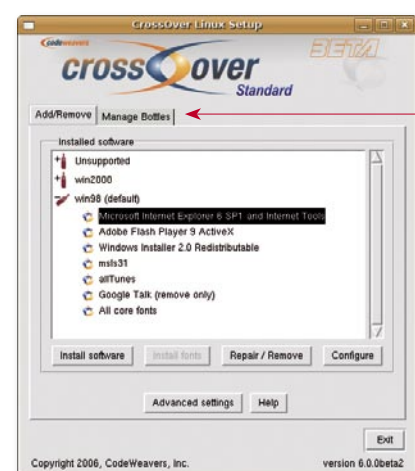 CrossOver Linux Setup
codeweavers
BETA
crossover
Standard
Add/Remove Manage Bottles
Installed software
Unsupported
win2000
win98 (default)
Microsoft Internet Explorer 6 SP1 and Internet Tools
Adobe Flash Player 9 ActiveX
Windows Installer 2.0 Redistributable
msls31
allTunes
Google Talk (remove only)
All core fonts
Install software Install fonts Repair / Remove Configure
Advanced settings Help
Exit
Copyright 2006, CodeWeavers, Inc. version 6.0.0beta2